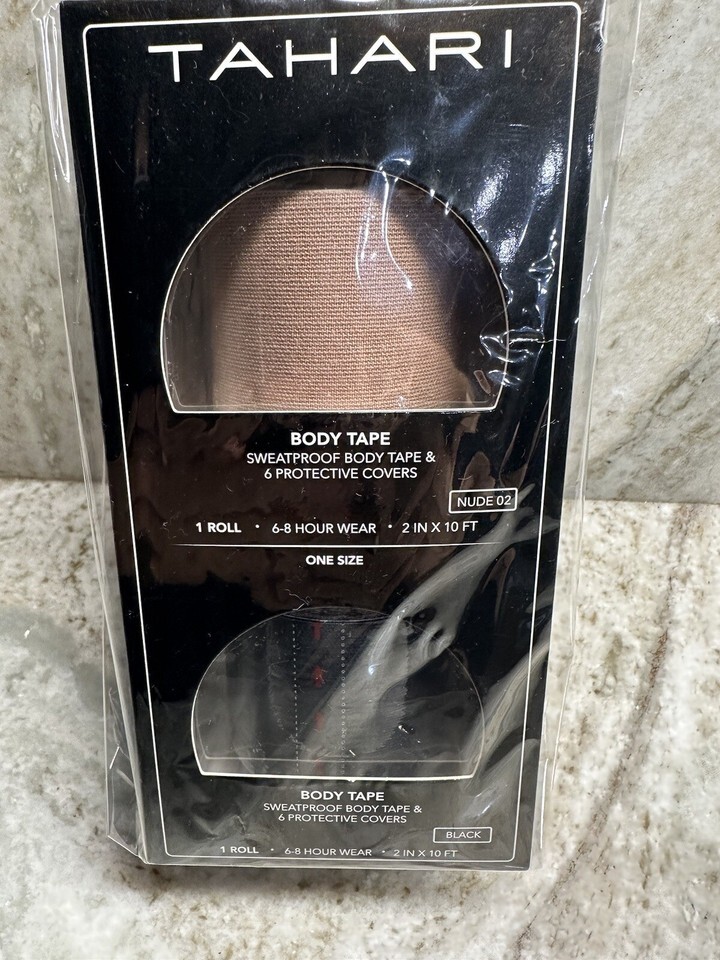 TAHARI
BODY TAPE
SWEATPROOF BODY TAPE &
6 PROTECTIVE COVERS
NUDE 02
1 ROLL • 6-8 HOUR WEAR • 2 IN X 10 FT
ONE SIZE
BODY TAPE
SWEATPROOF BODY TAPE &
6 PROTECTIVE COVERS
BLACK
1 ROLL • 6-8 HOUR WEAR • 2 IN X 10 FT